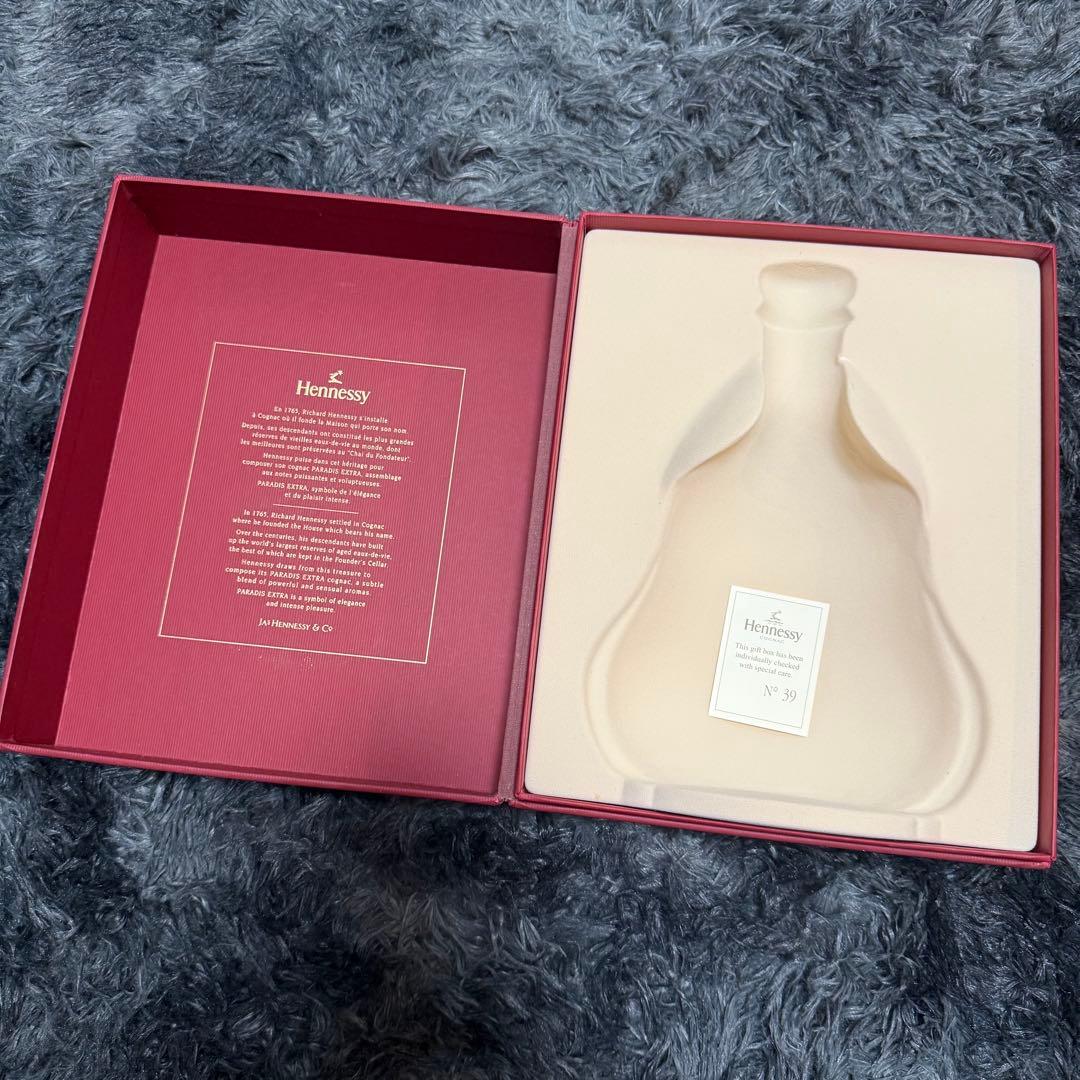 Hennessy
En 1765, Richard Hennessy s'installe
à Cognac où il fonde la Maison qui porte son nom.
Depuis, ses descendants ont constitué les plus grandes
réserves de vieilles eaux-de-vie au monde, dont
les meilleures sont préservées au "Chai du Fondateur".
Hennessy puise dans cet héritage pour
composer son cognac PARADIS EXTRA, assemblage
aux notes puissantes et voluptueuses.
PARADIS EXTRA, symbole de l'élégance
et du plaisir intense.
In 1765, Richard Hennessy settled in Cognac
where he founded the House which bears his name.
Over the centuries, his descendants have built
up the world's largest reserves of aged eaux-de-vie,
the best of which are kept in the Founder's Cellar.
Hennessy draws from this treasure to
compose its PARADIS EXTRA cognac, a subtle
blend of powerful and sensual aromas.
PARADIS EXTRA is a symbol of elegance
and intense pleasure.
JAS HENNESSY & Co
Hennessy
COGNAC
This gift box has been
individually checked
with special care.
Nº 39